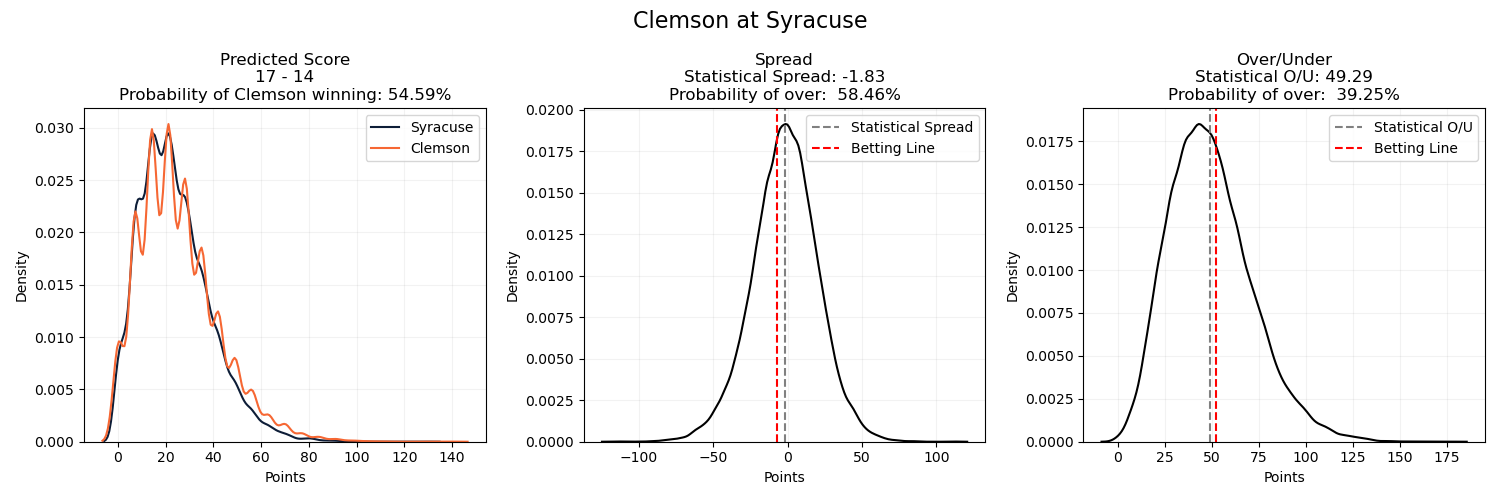 Clemson at Syracuse
Predicted Score
17 - 14
Probability of Clemson winning: 54.59%
Syracuse
Clemson
0.030
0.025
0.020
0.015
0.010
0.005
0.000
Density
0 20 40 60 80 100 120 140
Points
Spread
Statistical Spread: -1.83
Probability of over: 58.46%
Statistical Spread
Betting Line
0.0200
0.0175
0.0150
0.0125
0.0100
0.0075
0.0050
0.0025
0.0000
Density
−100 −50 0 50 100
Points
Over/Under
Statistical O/U: 49.29
Probability of over: 39.25%
Statistical O/U
Betting Line
0.0175
0.0150
0.0125
0.0100
0.0075
0.0050
0.0025
0.0000
Density
0 25 50 75 100 125 150 175
Points